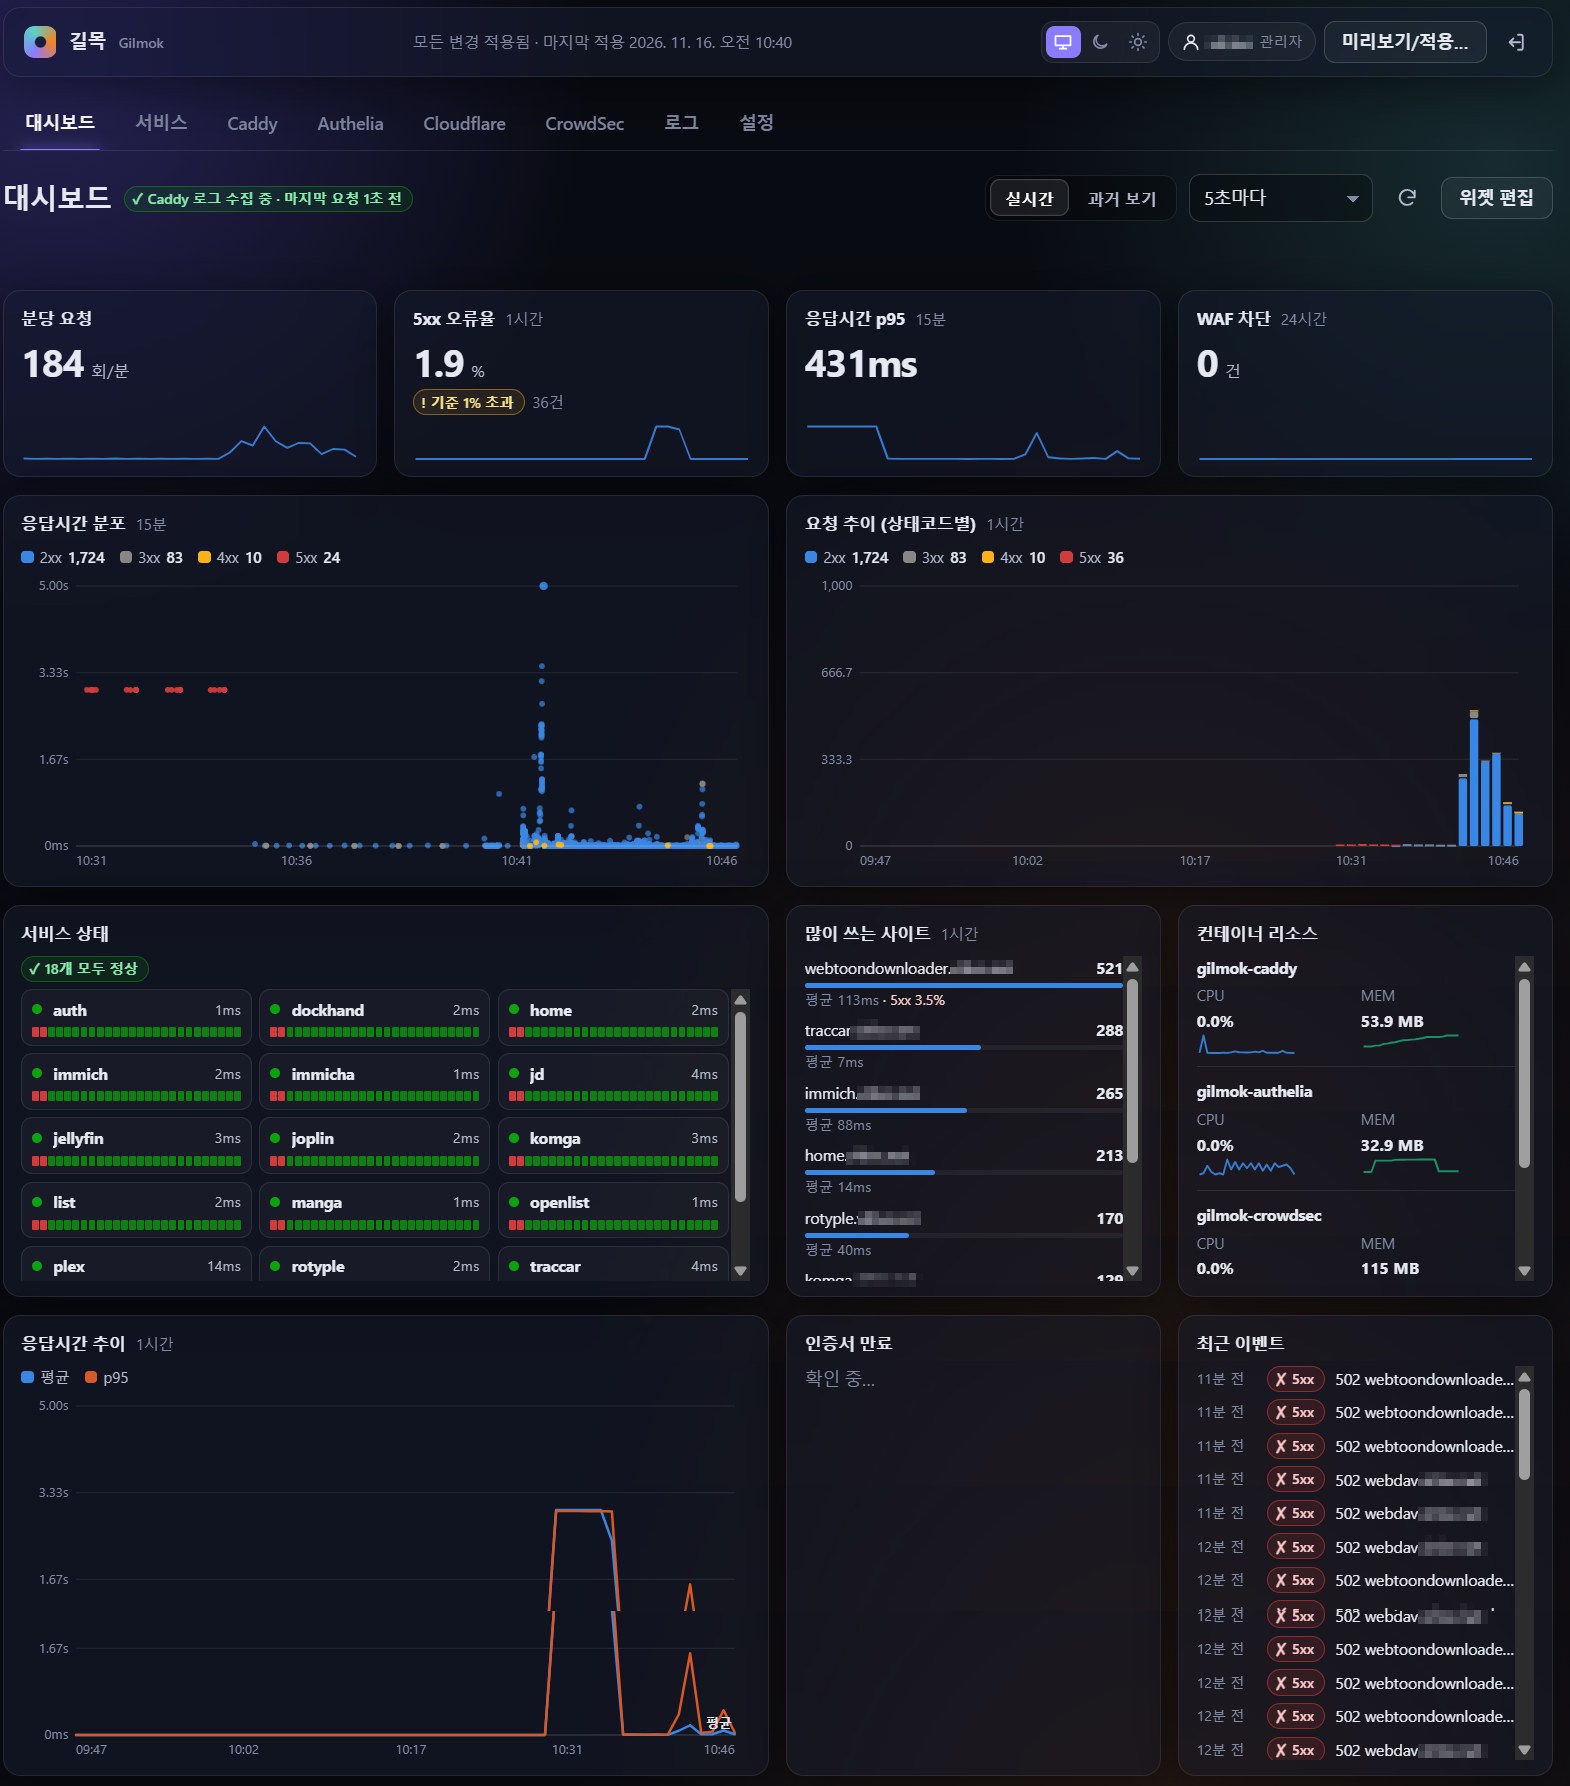 길목 Gilmok
모든 변경 적용됨 · 마지막 적용 2026. 11. 16. 오전 10:40
관리자
미리보기/적용...
대시보드 서비스 Caddy Authelia Cloudflare CrowdSec 로그 설정
대시보드
✓ Caddy 로그 수집 중 · 마지막 요청 1초 전
실시간 과거 보기
5초마다
위젯 편집
분당 요청
184 회/분
5xx 오류율 1시간
1.9 %
! 기준 1% 초과 36건
응답시간 p95 15분
431ms
WAF 차단 24시간
0 건
응답시간 분포 15분
2xx 1,724 3xx 83 4xx 10 5xx 24
5.00s
3.33s
1.67s
0ms
10:31 10:36 10:41 10:46
요청 추이 (상태코드별) 1시간
2xx 1,724 3xx 83 4xx 10 5xx 36
1,000
666.7
333.3
0
09:47 10:02 10:17 10:31 10:46
서비스 상태
✓ 18개 모두 정상
auth 1ms
dockhand 2ms
home 2ms
immich 2ms
immicha 1ms
jd 4ms
jellyfin 3ms
joplin 2ms
komga 3ms
list 2ms
manga 1ms
openlist 1ms
plex 14ms
rotyple 2ms
traccar 4ms
많이 쓰는 사이트 1시간
webtoondownloader. 521
평균 113ms · 5xx 3.5%
traccar 288
평균 7ms
immich. 265
평균 88ms
home. 213
평균 14ms
rotyple. 170
평균 40ms
komga 129
컨테이너 리소스
gilmok-caddy
CPU MEM
0.0% 53.9 MB
gilmok-authelia
CPU MEM
0.0% 32.9 MB
gilmok-crowdsec
CPU MEM
0.0% 115 MB
응답시간 추이 1시간
평균 p95
5.00s
3.33s
1.67s
1.67s
0ms
평균
09:47 10:02 10:17 10:31 10:46
인증서 만료
확인 중...
최근 이벤트
11분 전 ✗ 5xx 502 webtoondownloade...
11분 전 ✗ 5xx 502 webtoondownloade...
11분 전 ✗ 5xx 502 webtoondownloade...
11분 전 ✗ 5xx 502 webdav
11분 전 ✗ 5xx 502 webdav
12분 전 ✗ 5xx 502 webdav
12분 전 ✗ 5xx 502 webtoondownloade...
12분 전 ✗ 5xx 502 webdav
12분 전 ✗ 5xx 502 webtoondownloade...
12분 전 ✗ 5xx 502 webtoondownloade...
12분 전 ✗ 5xx 502 webtoondownloade...
12분 전 ✗ 5xx 502 webdav